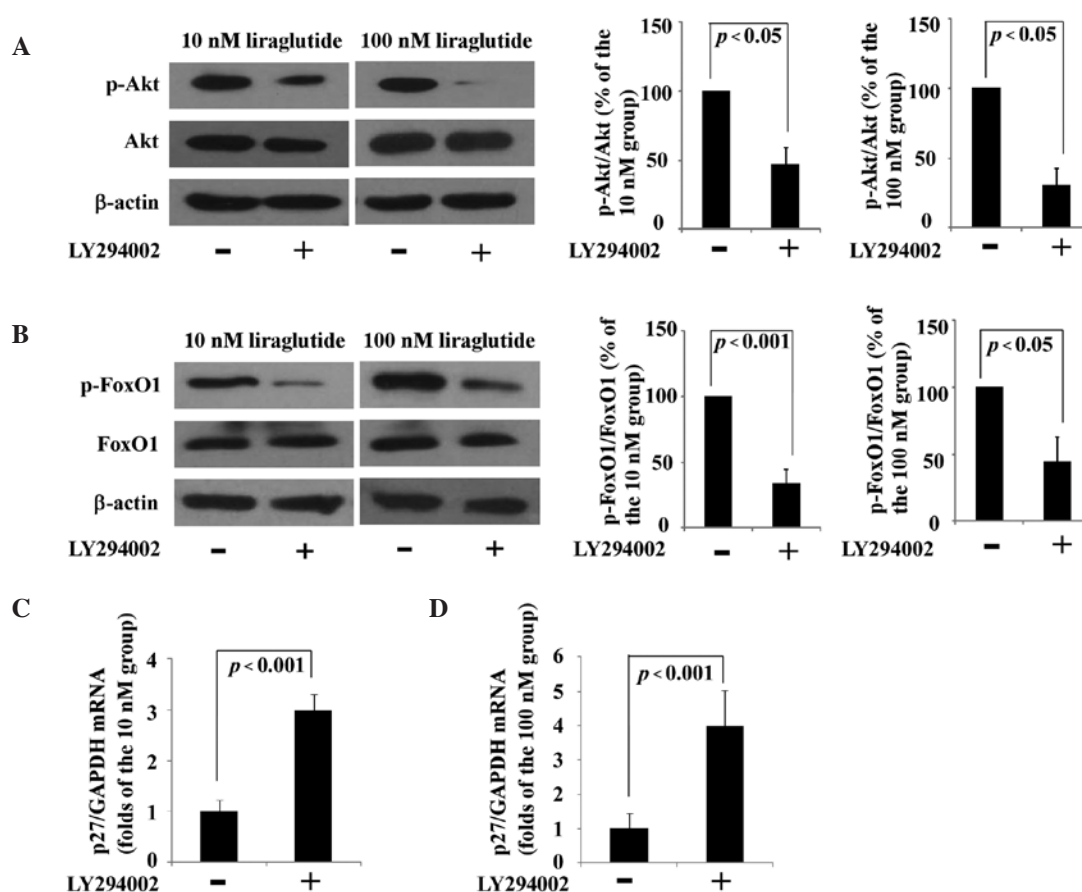 A
10 nM liraglutide 100 nM liraglutide
p-Akt
Akt
β-actin
LY294002 - + - +
p-Akt/Akt (% of the
10 nM group)
150
100
50
0
p < 0.05
- +
p-Akt/Akt (% of the
100 nM group)
150
100
50
0
p < 0.05
- +
B
10 nM liraglutide 100 nM liraglutide
p-FoxO1
FoxO1
β-actin
LY294002 - + - +
p-FoxO1/FoxO1 (% of
the 10 nM group)
150
100
50
0
p < 0.001
LY294002 - +
p-FoxO1/FoxO1 (% of
the 100 nM group)
150
100
50
0
p < 0.05
- +
C
p27/GAPDH mRNA
(folds of the 10 nM group)
4
3
2
1
0
p < 0.001
LY294002 - +
D
p27/GAPDH mRNA
(folds of the 100 nM group)
6
5
4
3
2
1
0
p < 0.001
LY294002 - +